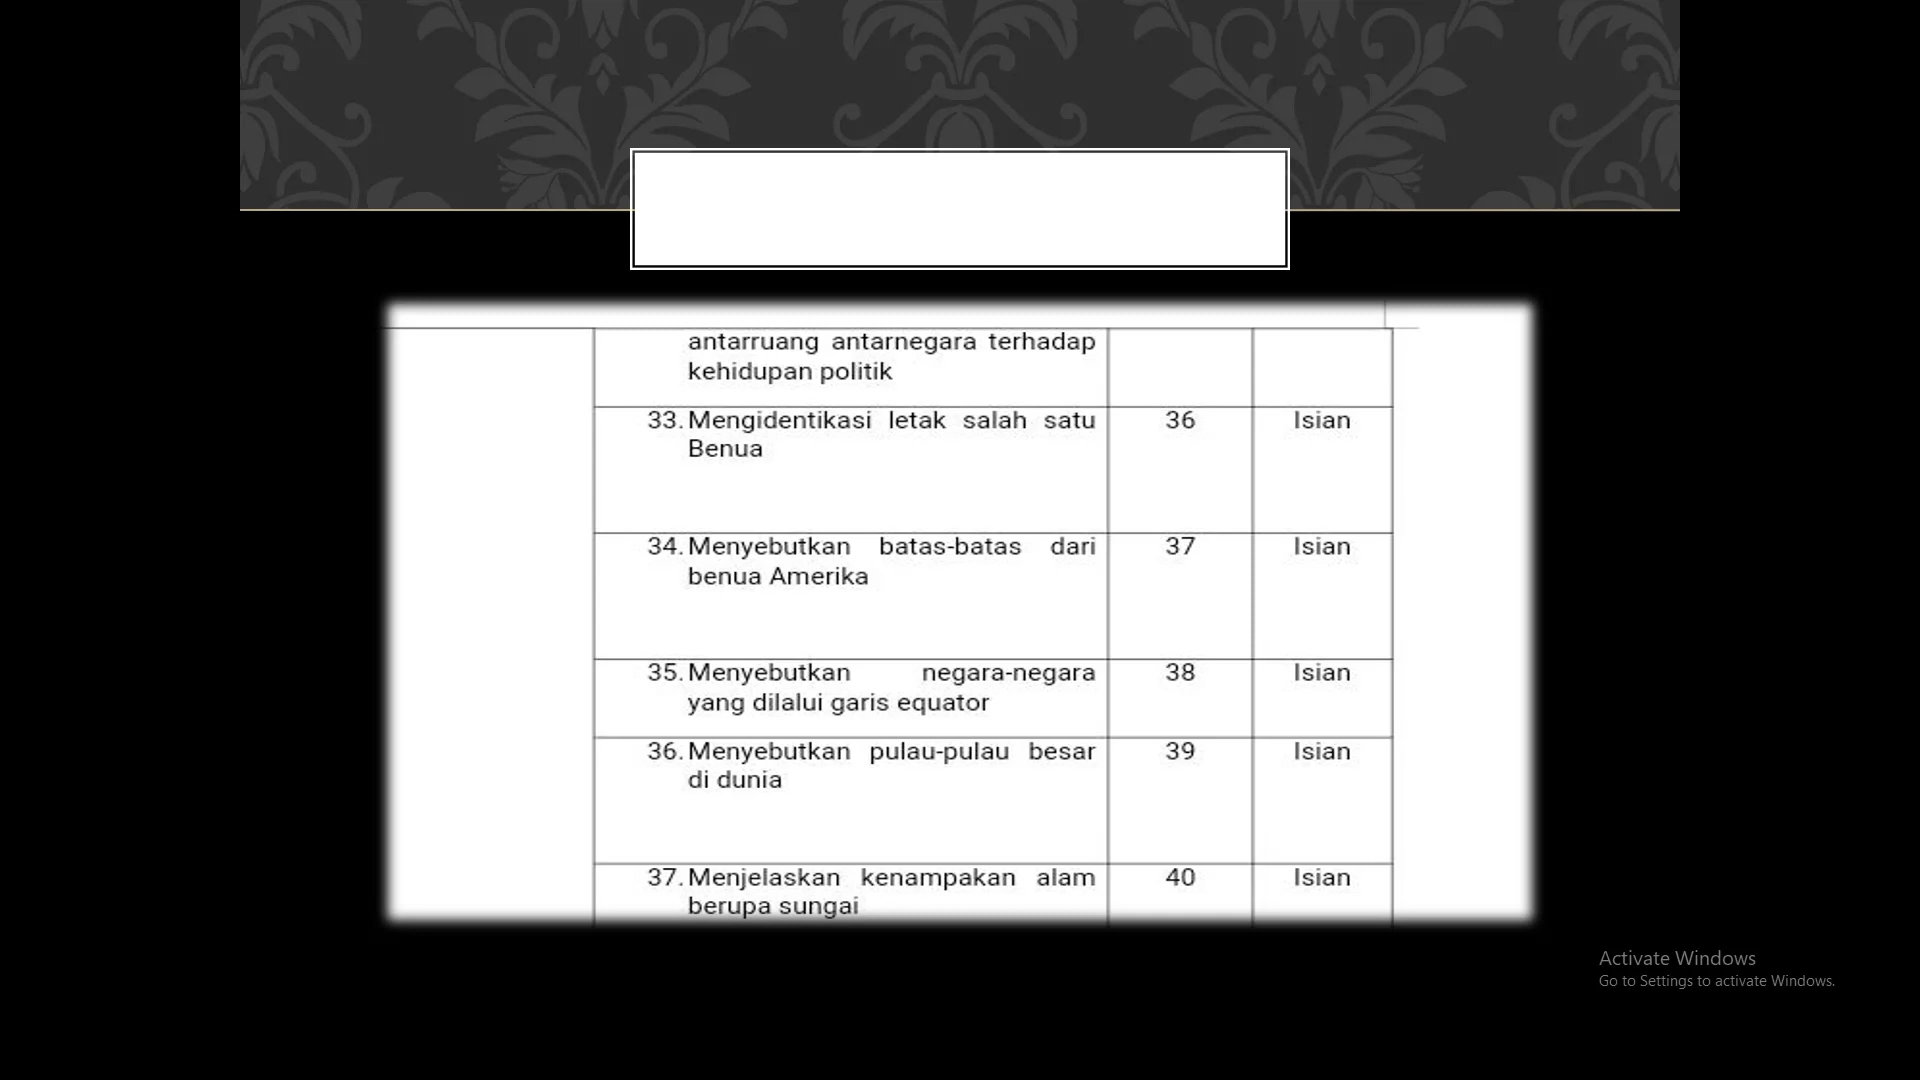 antarruang antarnegara terhadap
kehidupan politik
33. Mengidentikasi letak salah satu 36 Isian
Benua
34. Menyebutkan batas-batas dari 37 Isian
benua Amerika
35. Menyebutkan negara-negara 38 Isian
yang dilalui garis equator
36. Menyebutkan pulau-pulau besar 39 Isian
di dunia
37. Menjelaskan kenampakan alam 40 Isian
berupa sungai
Activate Windows
Go to Settings to activate Windows.